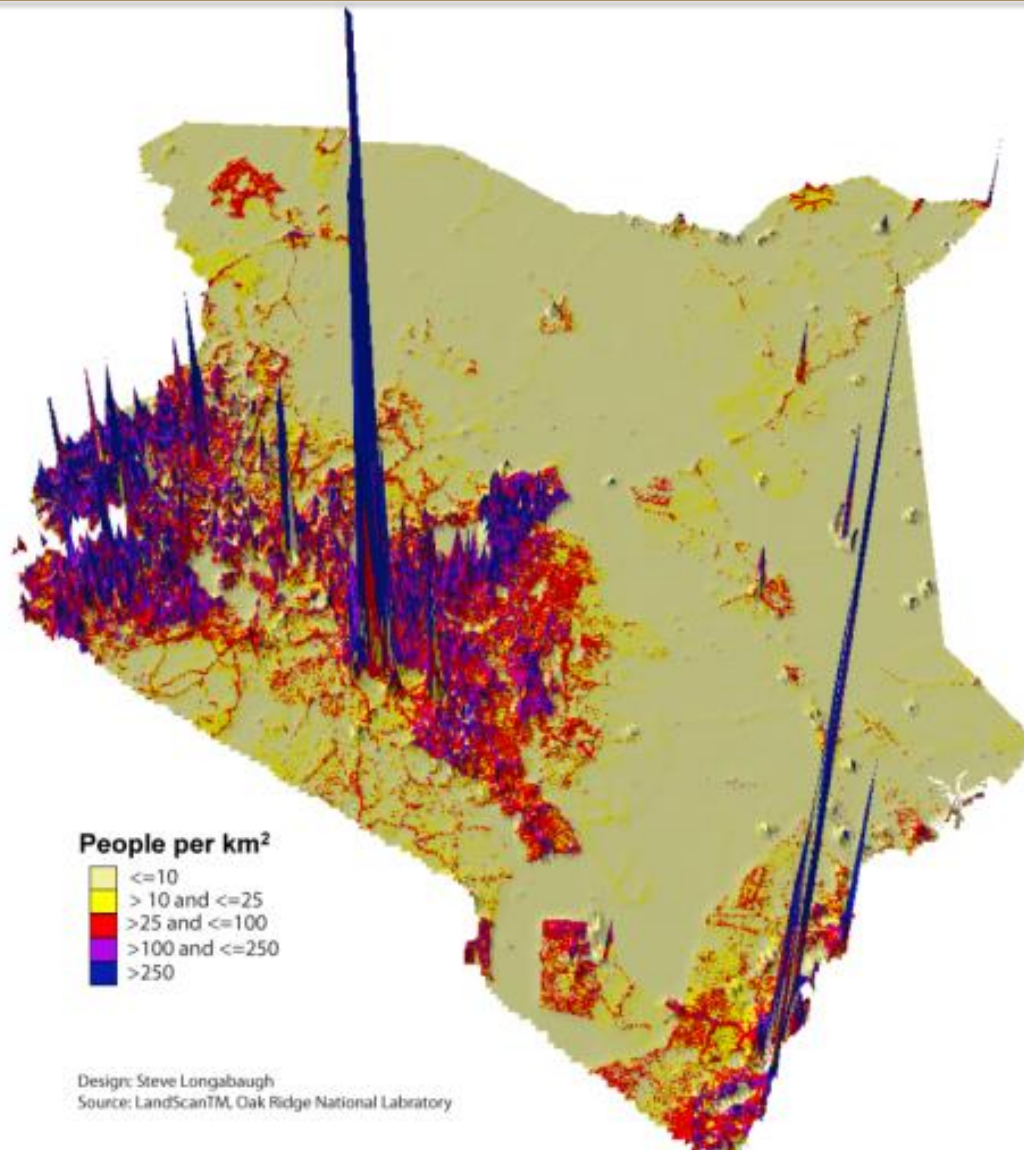 People per km²
<=10
> 10 and <=25
>25 and <=100
>100 and <=250
>250
Design: Steve Longabaugh
Source: LandScanTM, Oak Ridge National Labratory